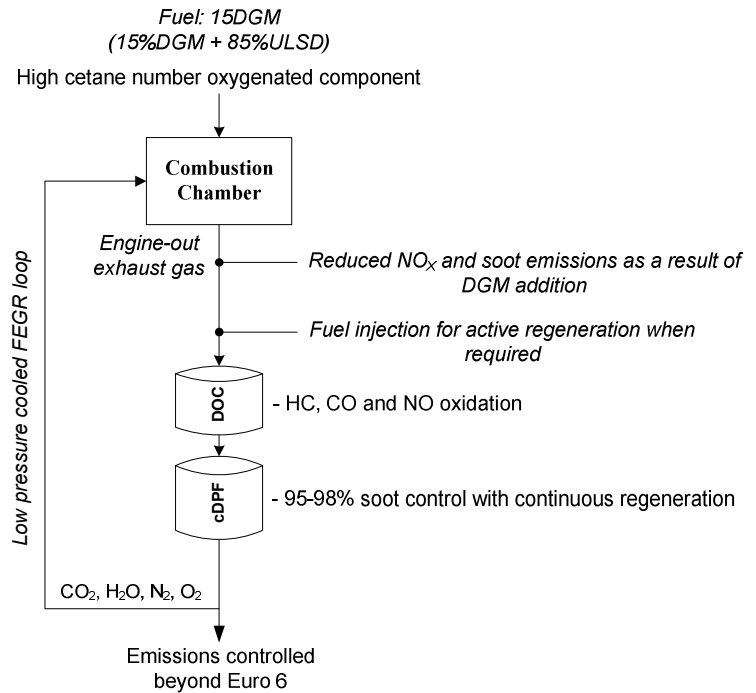 Fuel: 15DGM
(15%DGM + 85%ULSD)
High cetane number oxygenated component
Combustion
Chamber
Engine-out
exhaust gas
Reduced NOX and soot emissions as a result of
DGM addition
Fuel injection for active regeneration when
required
Low pressure cooled FEGR loop
DOC
- HC, CO and NO oxidation
cDPF
- 95-98% soot control with continuous regeneration
CO2, H2O, N2, O2
Emissions controlled
beyond Euro 6